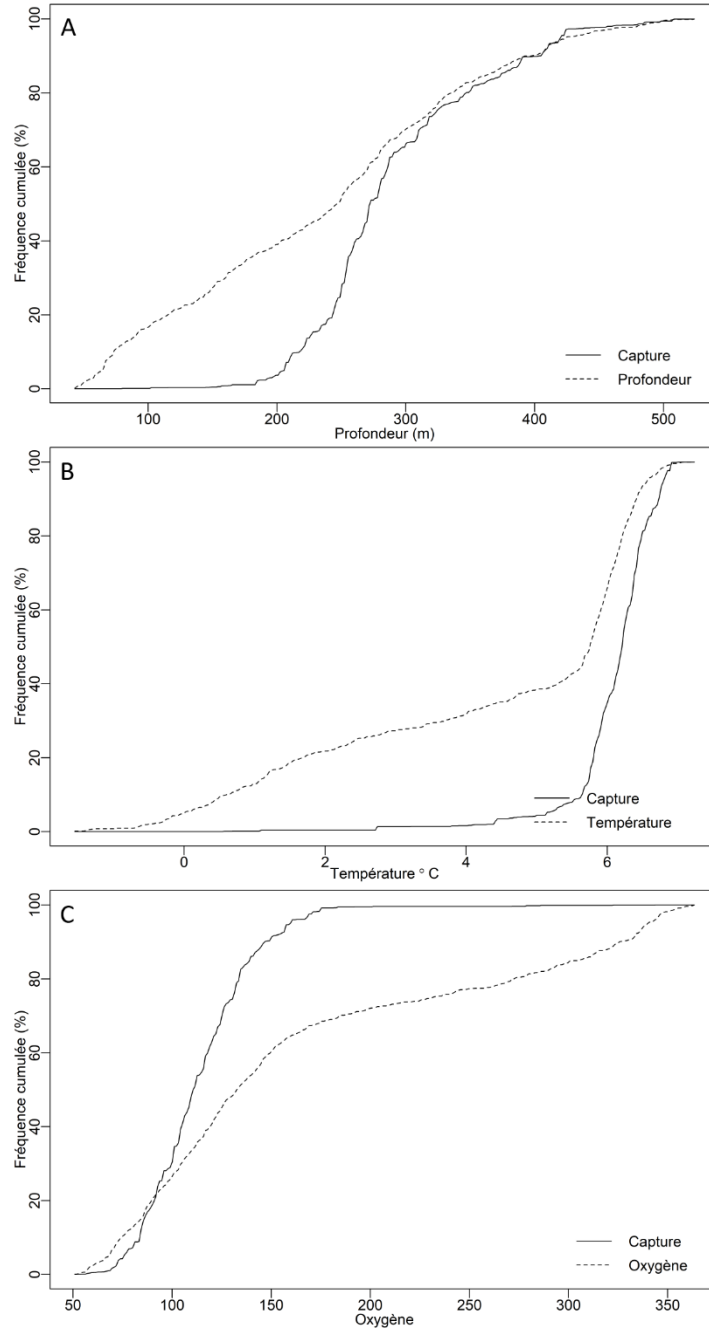 A
Fréquence cumulée (%)
0 20 40 60 80 100
Capture
Profondeur
100 200 300 400 500
Profondeur (m)
B
Fréquence cumulée (%)
0 20 40 60 80 100
Capture
Température
0 2 4 6
Température ° C
C
Fréquence cumulée (%)
0 20 40 60 80 100
Capture
Oxygène
50 100 150 200 250 300 350
Oxygène